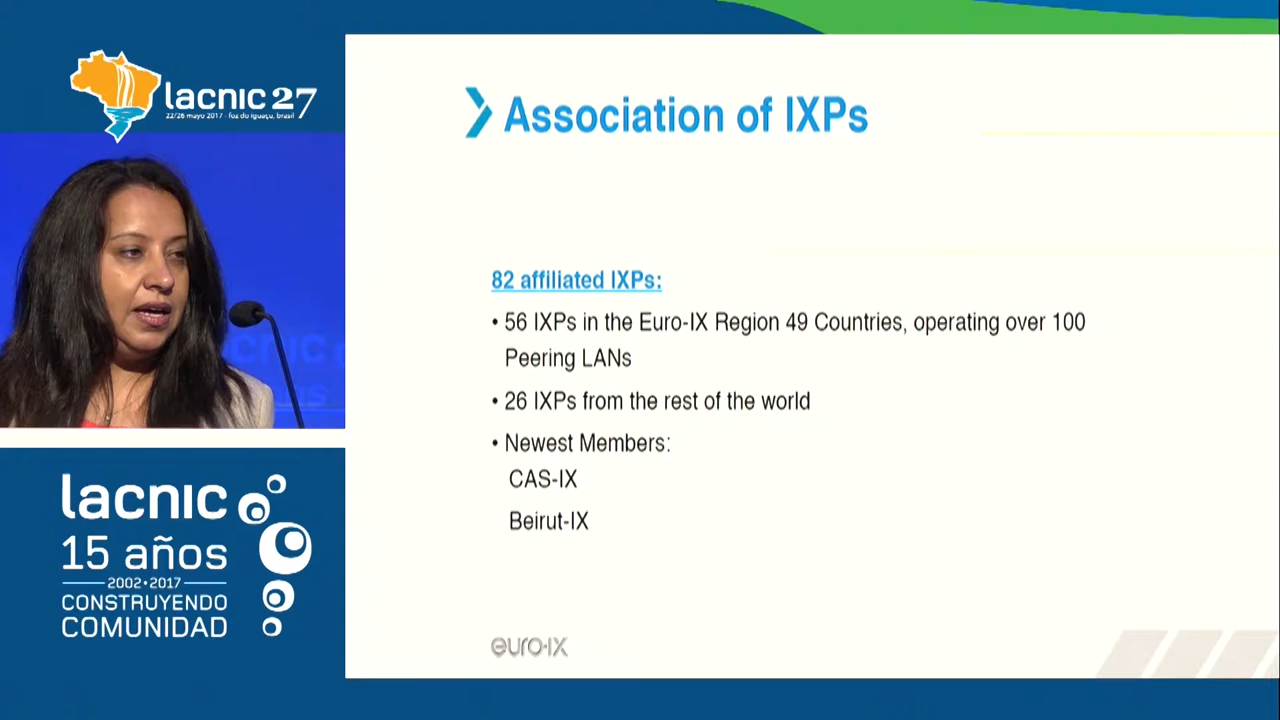 lacnic 27
22/26 mayo 2017 - foz do iguaçu, brasil
Association of IXPs
82 affiliated IXPs:
• 56 IXPs in the Euro-IX Region 49 Countries, operating over 100
Peering LANs
• 26 IXPs from the rest of the world
• Newest Members:
CAS-IX
Beirut-IX
euro-ix
lacnic
15 años
2002•2017
CONSTRUYENDO
COMUNIDAD